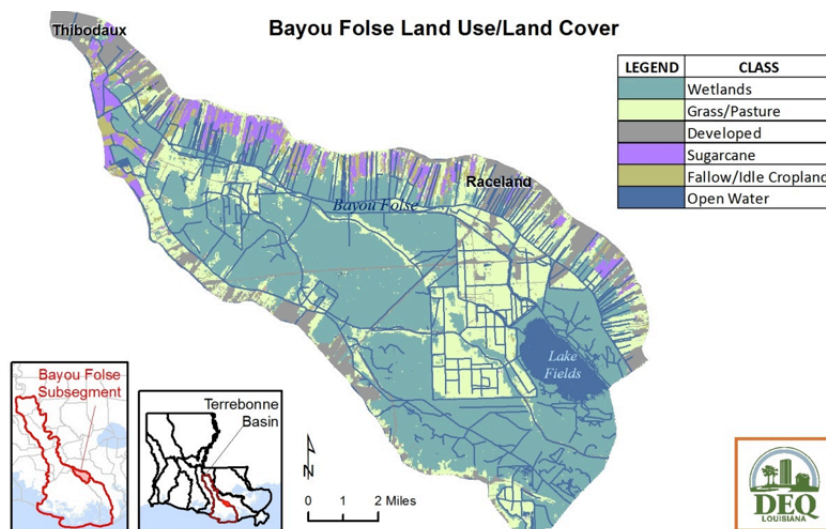 Bayou Folse Land Use/Land Cover
Thibodaux
LEGEND CLASS
Wetlands
Grass/Pasture
Developed
Sugarcane
Fallow/Idle Cropland
Open Water
Raceland
Bayou Folse
Lake
Fields
Bayou Folse
Subsegment
Terrebonne
Basin
N
0 1 2 Miles
DEQ
LOUISIANA